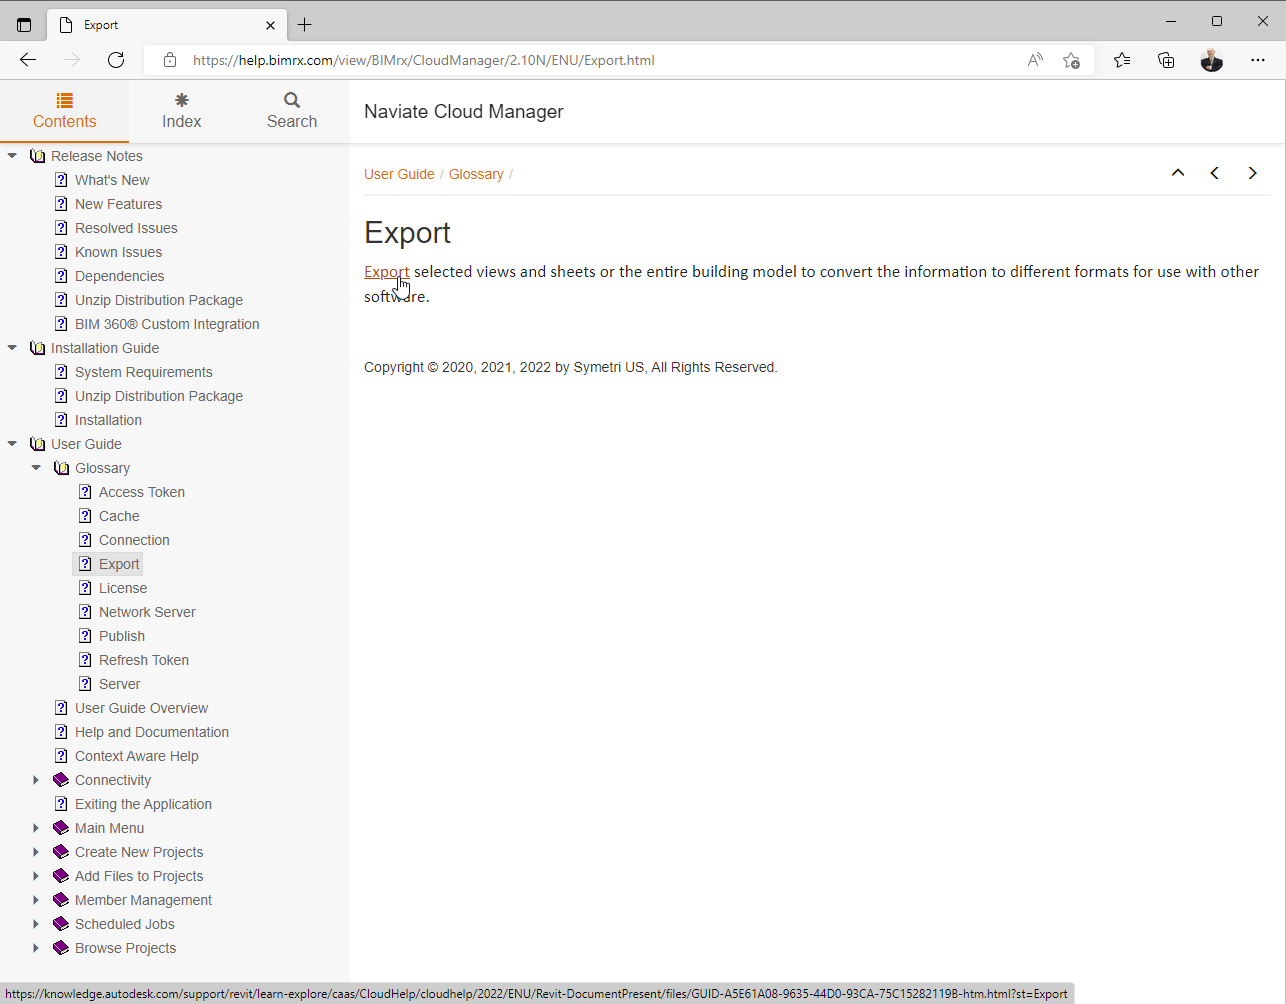 Export
https://help.bimrx.com/view/BIMrx/CloudManager/2.10N/ENU/Export.html
Contents
Index
Search
Naviate Cloud Manager
Release Notes
What's New
New Features
Resolved Issues
Known Issues
Dependencies
Unzip Distribution Package
BIM 360® Custom Integration
Installation Guide
System Requirements
Unzip Distribution Package
Installation
User Guide
Glossary
Access Token
Cache
Connection
Export
License
Network Server
Publish
Refresh Token
Server
User Guide Overview
Help and Documentation
Context Aware Help
Connectivity
Exiting the Application
Main Menu
Create New Projects
Add Files to Projects
Member Management
Scheduled Jobs
Browse Projects
User Guide / Glossary /
Export
Export selected views and sheets or the entire building model to convert the information to different formats for use with other
software.
Copyright © 2020, 2021, 2022 by Symetri US, All Rights Reserved.
https://knowledge.autodesk.com/support/revit/learn-explore/caas/CloudHelp/cloudhelp/2022/ENU/Revit-DocumentPresent/files/GUID-A5E61A08-9635-44D0-93CA-75C15282119B-htm.html?st=Export